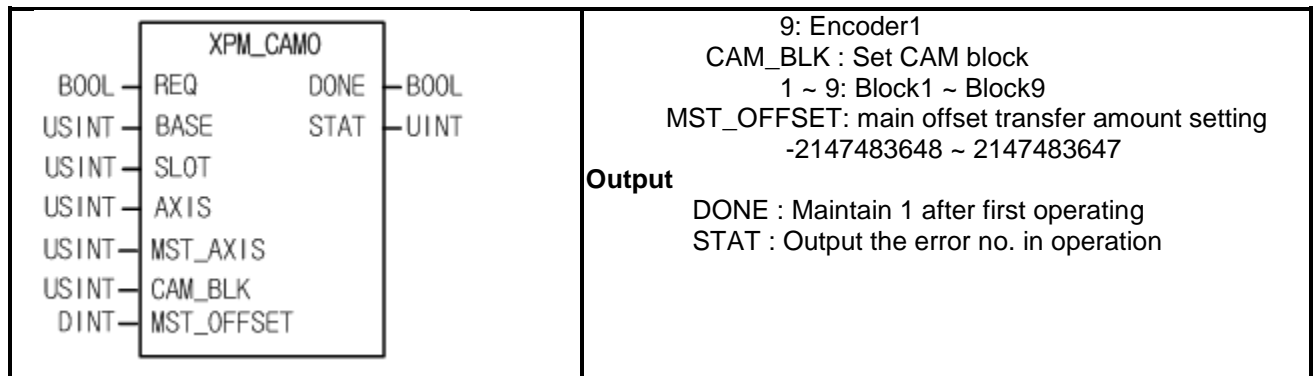 XPM_CAMO
BOOL REQ DONE BOOL
USINT BASE STAT UINT
USINT SLOT
USINT AXIS
USINT MST_AXIS
USINT CAM_BLK
DINT MST_OFFSET
9: Encoder1
CAM_BLK : Set CAM block
1 ~ 9: Block1 ~ Block9
MST_OFFSET: main offset transfer amount setting
-2147483648 ~ 2147483647
Output
DONE : Maintain 1 after first operating
STAT : Output the error no. in operation